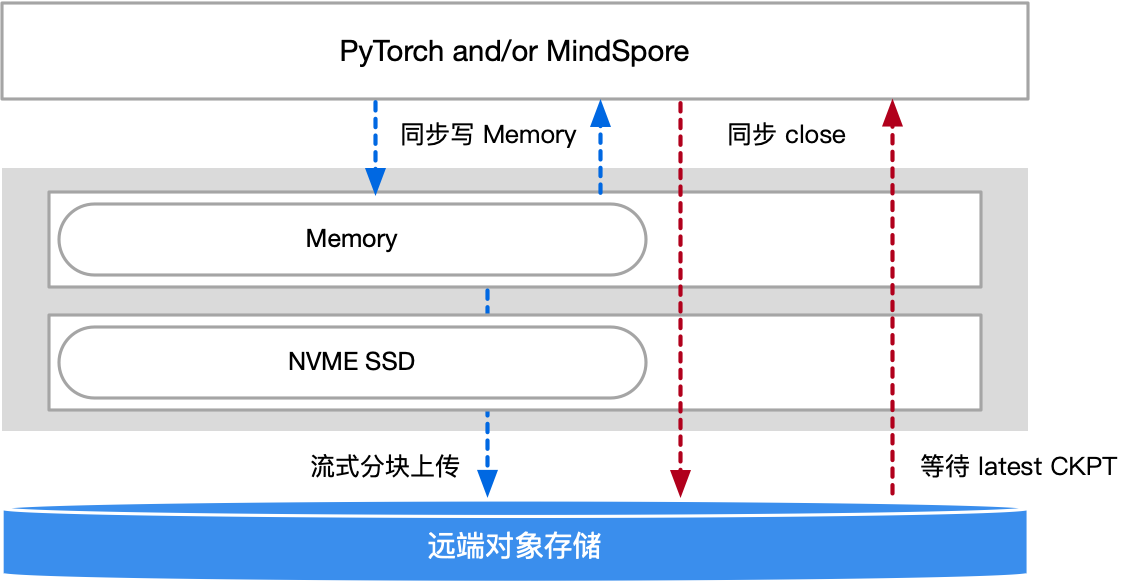 PyTorch and/or MindSpore
同步写 Memory
同步 close
Memory
NVME SSD
流式分块上传
等待 latest CKPT
远端对象存储